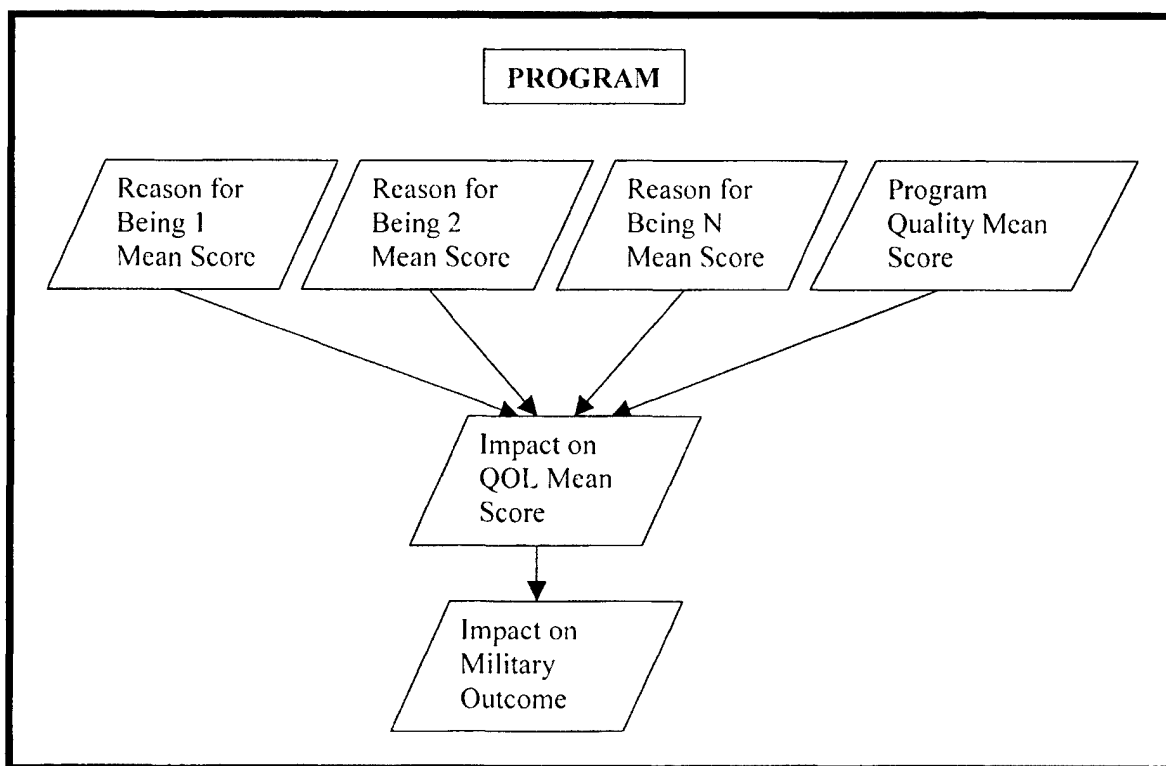 PROGRAM
Reason for
Being 1
Mean Score
Reason for
Being 2
Mean Score
Reason for
Being N
Mean Score
Program
Quality Mean
Score
Impact on
QOL Mean
Score
Impact on
Military
Outcome